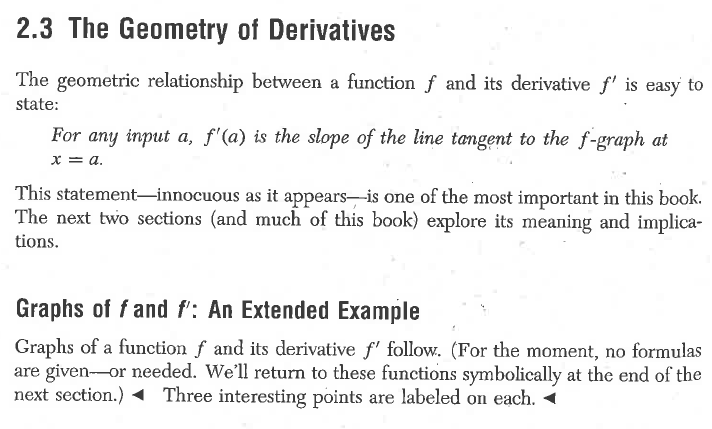 2.3 The Geometry of Derivatives
The geometric relationship between a function f and its derivative f′ is easy to
state:
For any input a, f′(a) is the slope of the line tangent to the f-graph at
x = a.
This statement—innocuous as it appears—is one of the most important in this book.
The next two sections (and much of this book) explore its meaning and implica-
tions.
Graphs of f and f′: An Extended Example
Graphs of a function f and its derivative f′ follow. (For the moment, no formulas
are given—or needed. We'll return to these functions symbolically at the end of the
next section.) ◄ Three interesting points are labeled on each. ◄